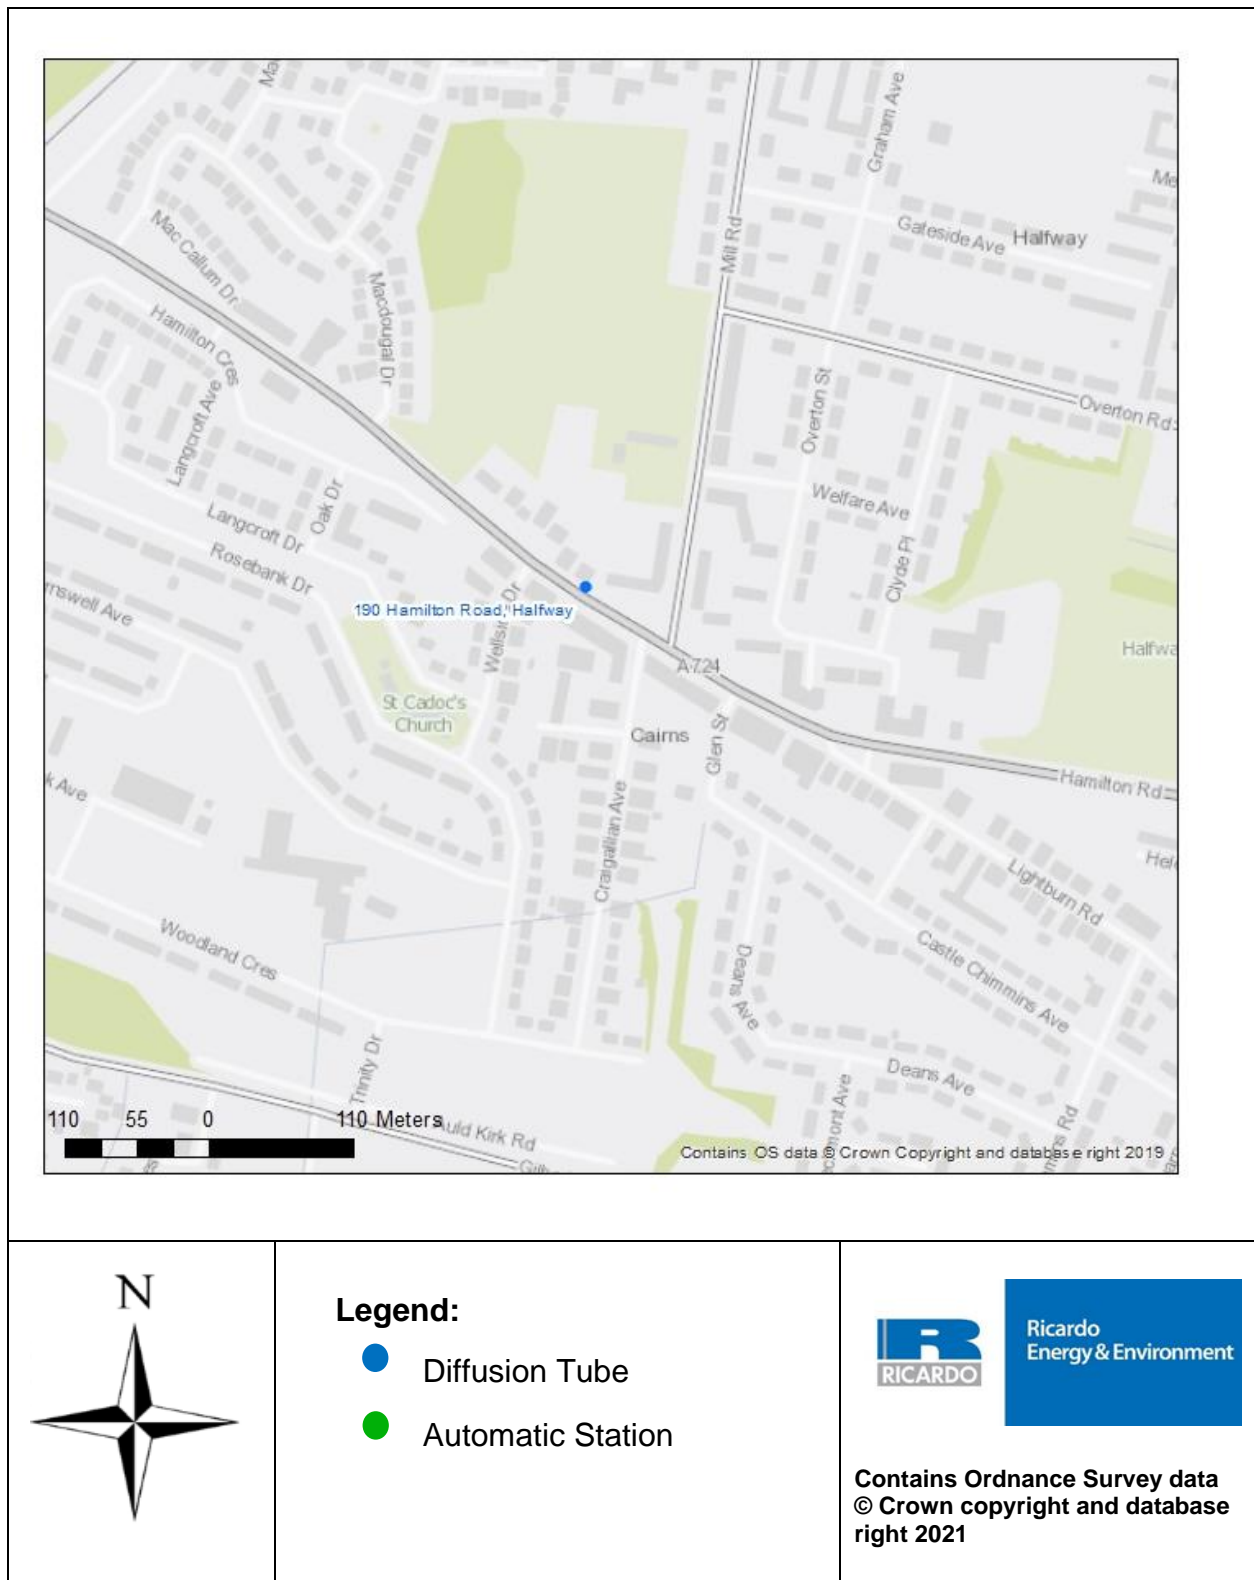 Graham Ave
Mill Rd
Gateside Ave
Halfway
Mac Callum Dr
Macdougal Dr
Hamilton Cres
Langcroft Ave
Overton St
Overton Rd
Oak Dr
Welfare Ave
Langcroft Dr
Clyde Pl
Rosebank Dr
190 Hamilton Road, Halfway
A724
St Cadoc's
Church
Cairns
Glen St
Hamilton Rd
Craigallian Ave
Lightburn Rd
Woodland Cres
Deans Ave
Castle Chimmins Ave
Trinity Dr
Deans Ave
110 55 0 110 Meters
Auld Kirk Rd
Contains OS data © Crown Copyright and database right 2019
N
Legend:
Diffusion Tube
Automatic Station
RICARDO
Ricardo
Energy & Environment
Contains Ordnance Survey data
© Crown copyright and database
right 2021